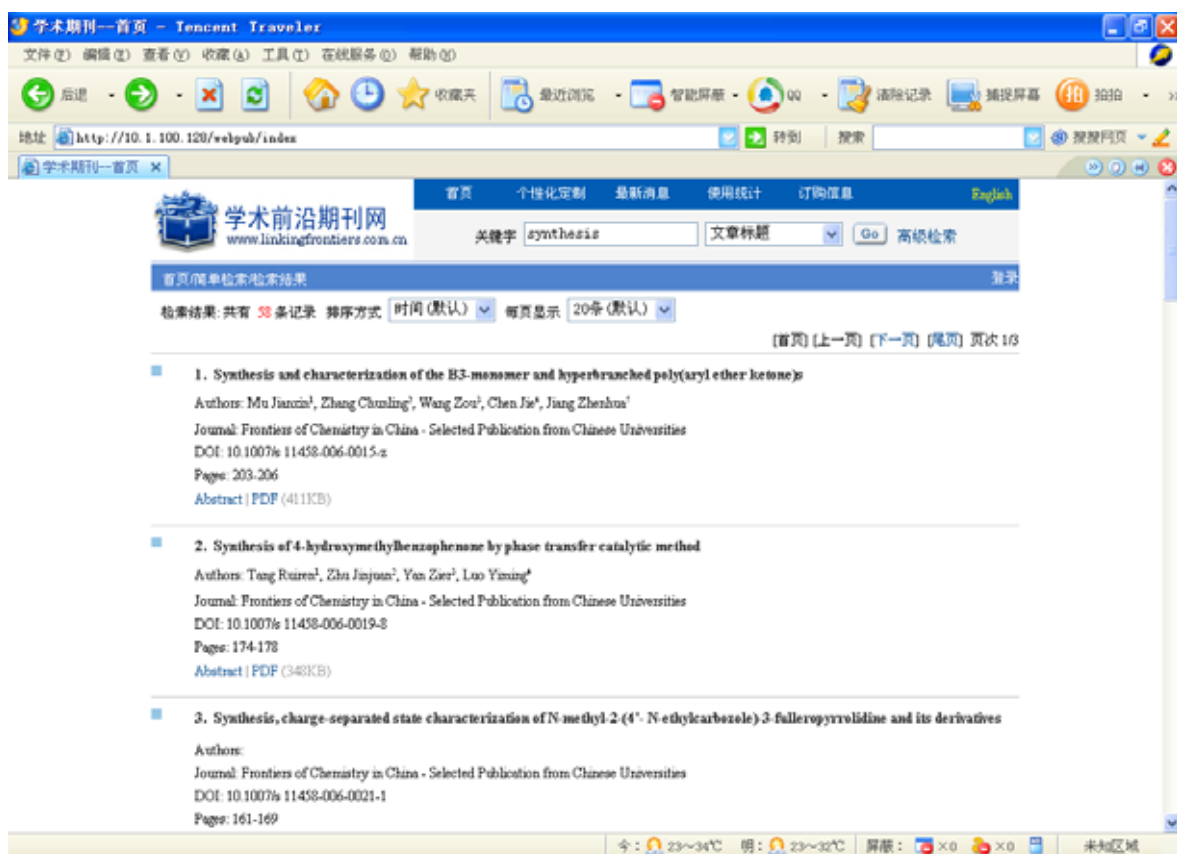 学术期刊--首页 - Tencent Traveler
文件(F) 编辑(E) 查看(V) 收藏(A) 工具(T) 在线服务(O) 帮助(H)
后退 收藏夹 最近浏览 智能屏蔽 QQ 清除记录 捕捉屏幕 拍拍
地址 http://10.1.100.128/webpub/index 转到 搜索 搜搜网页
学术期刊--首页
首页 个性化定制 最新消息 使用统计 订购信息 English
学术前沿期刊网
www.linkingfrontiers.com.cn
关键字 synthesis 文章标题 Go 高级检索
首页/简单检索/检索结果 登录
检索结果:共有 58 条记录 排序方式 时间(默认) 每页显示 20条(默认)
[首页] [上一页] [下一页] [尾页] 页次 1/3
1. Synthesis and characterization of the B3-monomer and hyperbranched poly(aryl ether ketone)s
Authors: Mu Jianxin1, Zhang Chunling2, Wang Zou3, Chen Jie4, Jiang Zhenhua
Journal: Frontiers of Chemistry in China - Selected Publication from Chinese Universities
DOI: 10.1007/s 11458-006-0015-z
Pages: 203-206
Abstract | PDF (411KB)
2. Synthesis of 4-hydroxymethylbenzophenone by phase transfer catalytic method
Authors: Tang Ruiren1, Zhu Jinjuan2, Yan Zier3, Luo Yiming4
Journal: Frontiers of Chemistry in China - Selected Publication from Chinese Universities
DOI: 10.1007/s 11458-006-0019-8
Pages: 174-178
Abstract | PDF (348KB)
3. Synthesis, charge-separated state characterization of N-methyl-2-(4'- N-ethylcarbozole)-3-fulleropyrrolidine and its derivatives
Authors:
Journal: Frontiers of Chemistry in China - Selected Publication from Chinese Universities
DOI: 10.1007/s 11458-006-0021-1
Pages: 161-169
今: 23~34℃ 明: 23~32℃ 屏蔽: ×0 ×0 未知区域